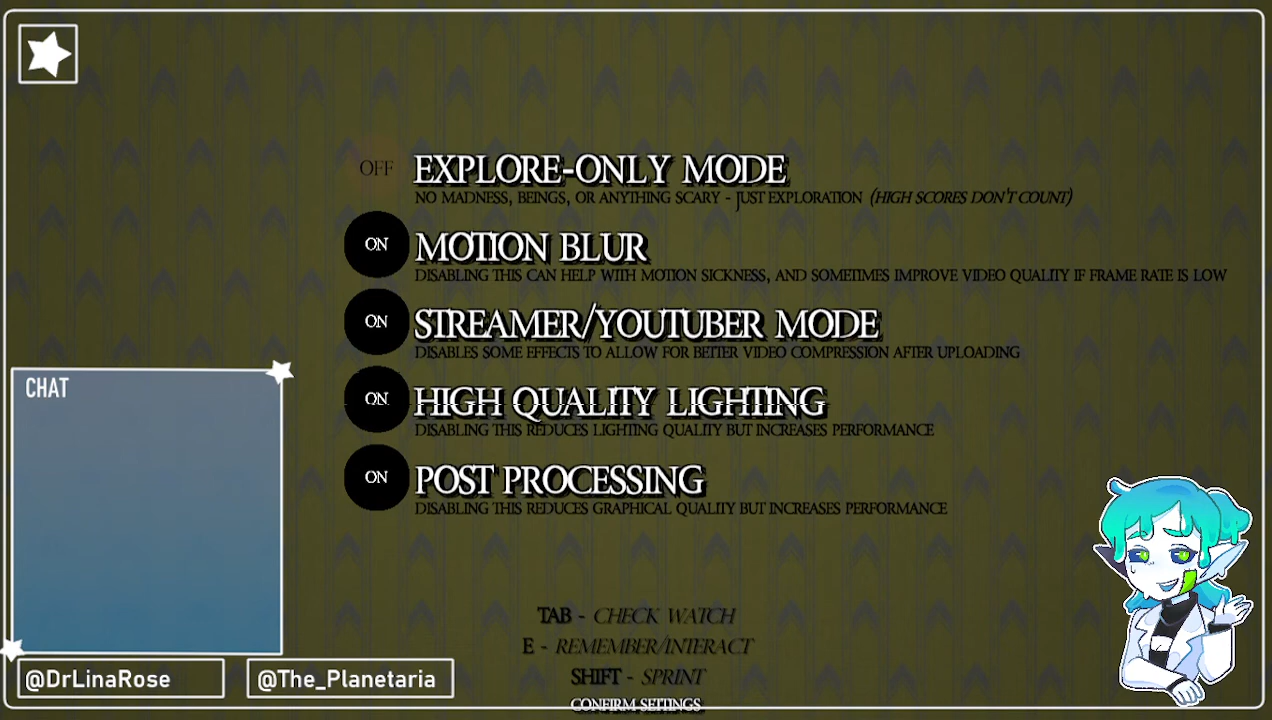 OFF EXPLORE-ONLY MODE
NO MADNESS, BEINGS, OR ANYTHING SCARY - JUST EXPLORATION (HIGH SCORES DON'T COUNT)
ON MOTION BLUR
DISABLING THIS CAN HELP WITH MOTION SICKNESS, AND SOMETIMES IMPROVE VIDEO QUALITY IF FRAME RATE IS LOW
ON STREAMER/YOUTUBER MODE
DISABLES SOME EFFECTS TO ALLOW FOR BETTER VIDEO COMPRESSION AFTER UPLOADING
CHAT
ON HIGH QUALITY LIGHTING
DISABLING THIS REDUCES LIGHTING QUALITY BUT INCREASES PERFORMANCE
ON POST PROCESSING
DISABLING THIS REDUCES GRAPHICAL QUALITY BUT INCREASES PERFORMANCE
TAB - CHECK WATCH
E - REMEMBER/INTERACT
SHIFT - SPRINT
CONFIRM SETTINGS
@DrLinaRose
@The_Planetaria